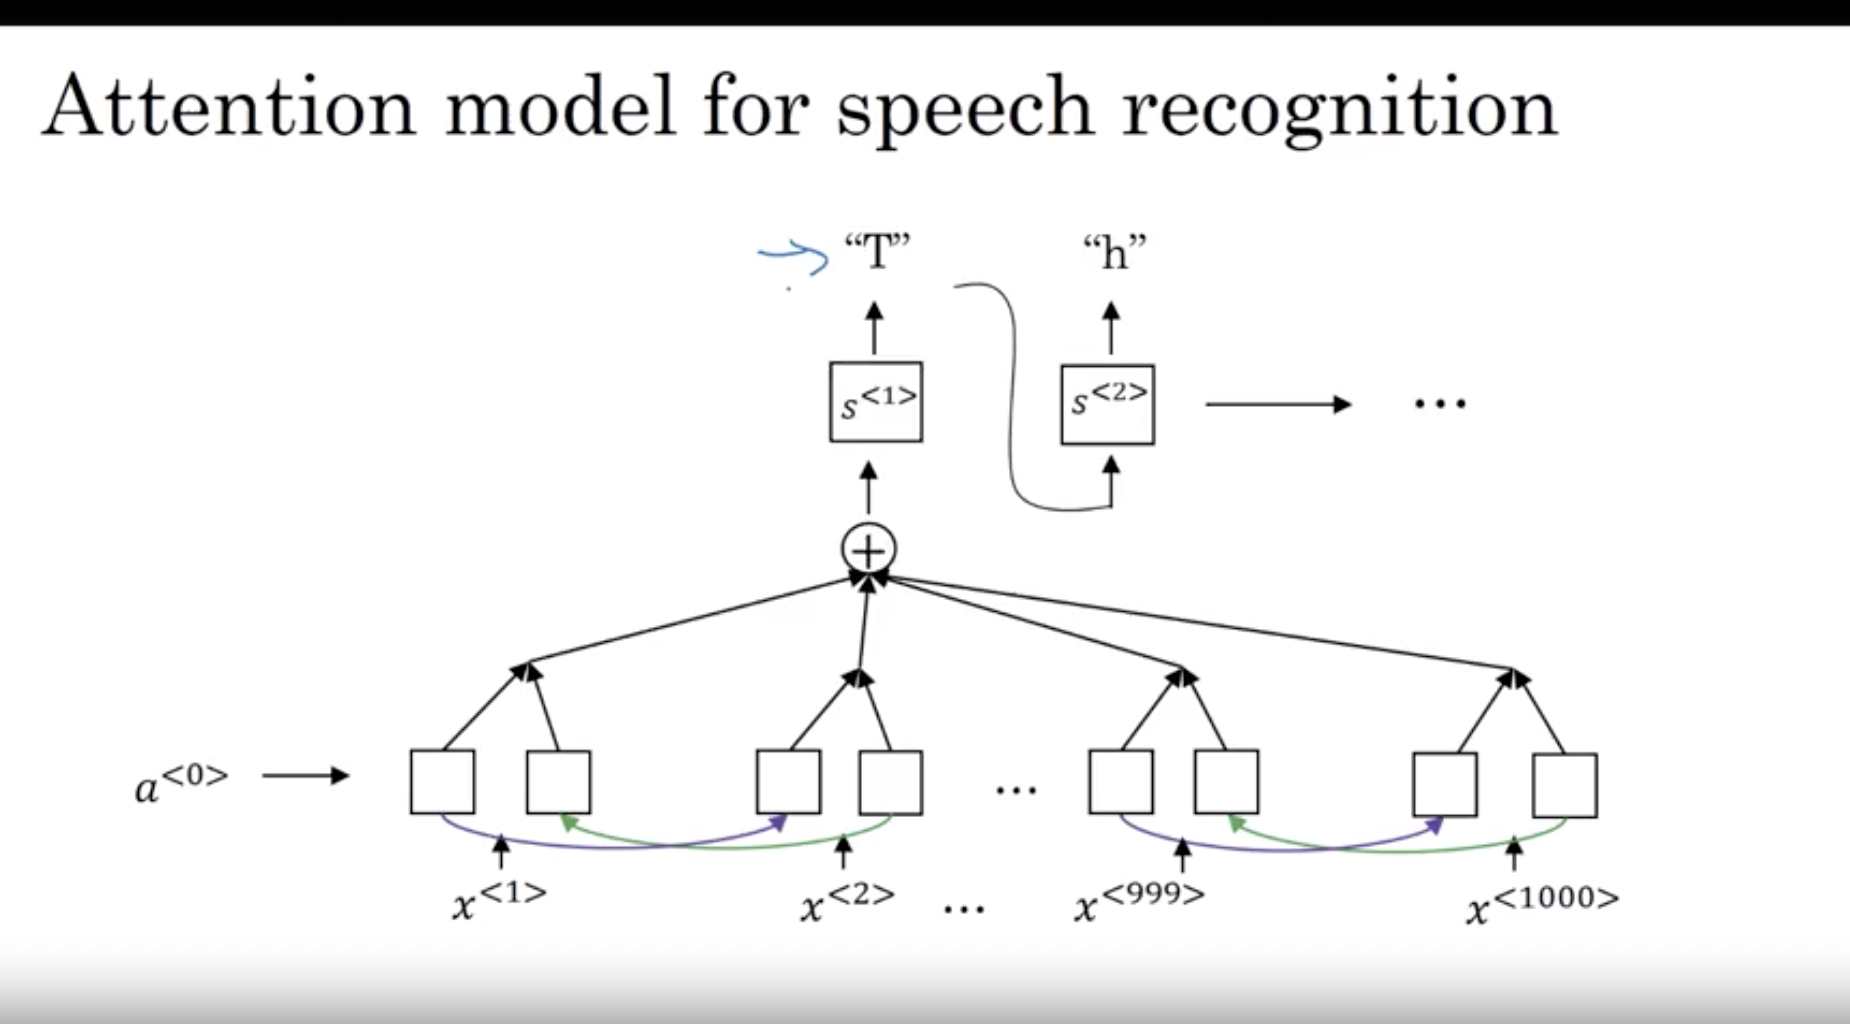 Attention model for speech recognition
“T” “h”
s<1> s<2> ...
+
a<0> ...
x<1> x<2> ... x<999> x<1000>